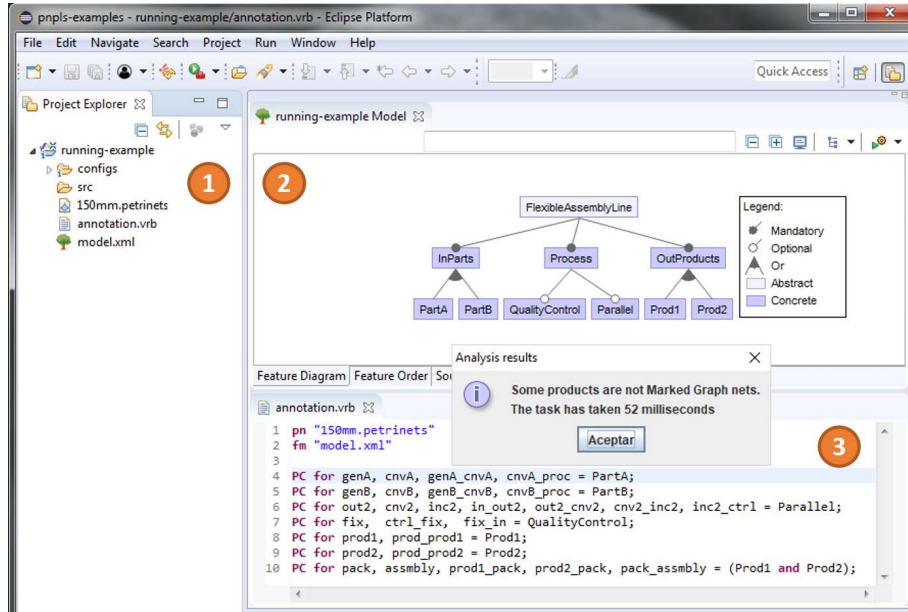 pnpls-examples - running-example/annotation.vrb - Eclipse Platform
File Edit Navigate Search Project Run Window Help
Quick Access
Project Explorer
running-example
configs
src
150mm.petrinets
annotation.vrb
model.xml
1
running-example Model
2
FlexibleAssemblyLine
InParts Process OutProducts
PartA PartB QualityControl Parallel Prod1 Prod2
Legend:
Mandatory
Optional
Or
Abstract
Concrete
Feature Diagram Feature Order
Analysis results
Some products are not Marked Graph nets.
The task has taken 52 milliseconds
Aceptar
annotation.vrb
3
1 pn "150mm.petrinets"
2 fm "model.xml"
3
4 PC for genA, cnvA, genA_cnvA, cnvA_proc = PartA;
5 PC for genB, cnvB, genB_cnvB, cnvB_proc = PartB;
6 PC for out2, cnv2, inc2, in_out2, out2_cnv2, cnv2_inc2, inc2_ctrl = Parallel;
7 PC for fix, ctrl_fix, fix_in = QualityControl;
8 PC for prod1, prod_prod1 = Prod1;
9 PC for prod2, prod_prod2 = Prod2;
10 PC for pack, assmbly, prod1_pack, prod2_pack, pack_assmbly = (Prod1 and Prod2);